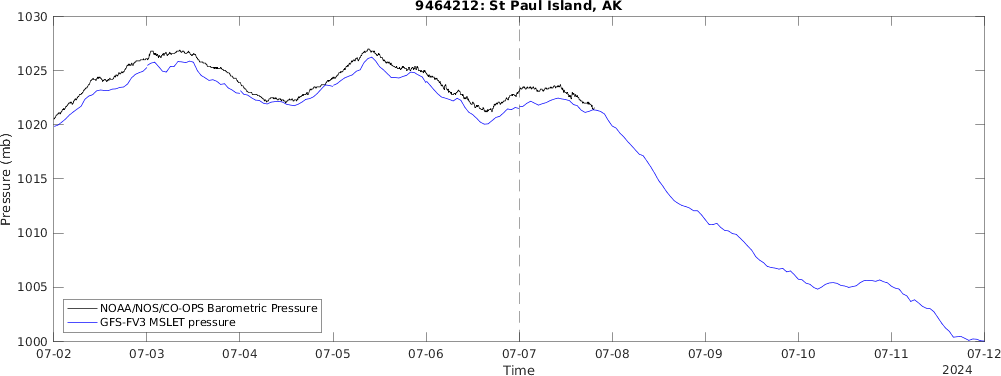 9464212: St Paul Island, AK
1030
1025
1020
1015
1010
1005
1000
Pressure (mb)
NOAA/NOS/CO-OPS Barometric Pressure
GFS-FV3 MSLET pressure
07-02 07-03 07-04 07-05 07-06 07-07 07-08 07-09 07-10 07-11 07-12
Time
2024